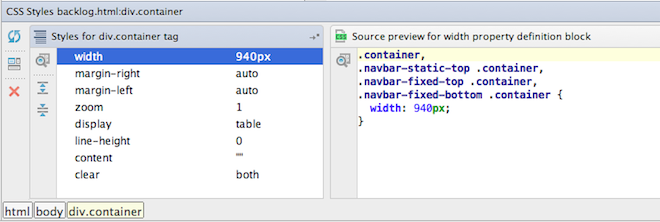 CSS Styles backlog.html:div.container
Styles for div.container tag
width 940px
margin-right auto
margin-left auto
zoom 1
display table
line-height 0
content ""
clear both
Source preview for width property definition block
.container,
.navbar-static-top .container,
.navbar-fixed-top .container,
.navbar-fixed-bottom .container {
  width: 940px;
}
html body div.container